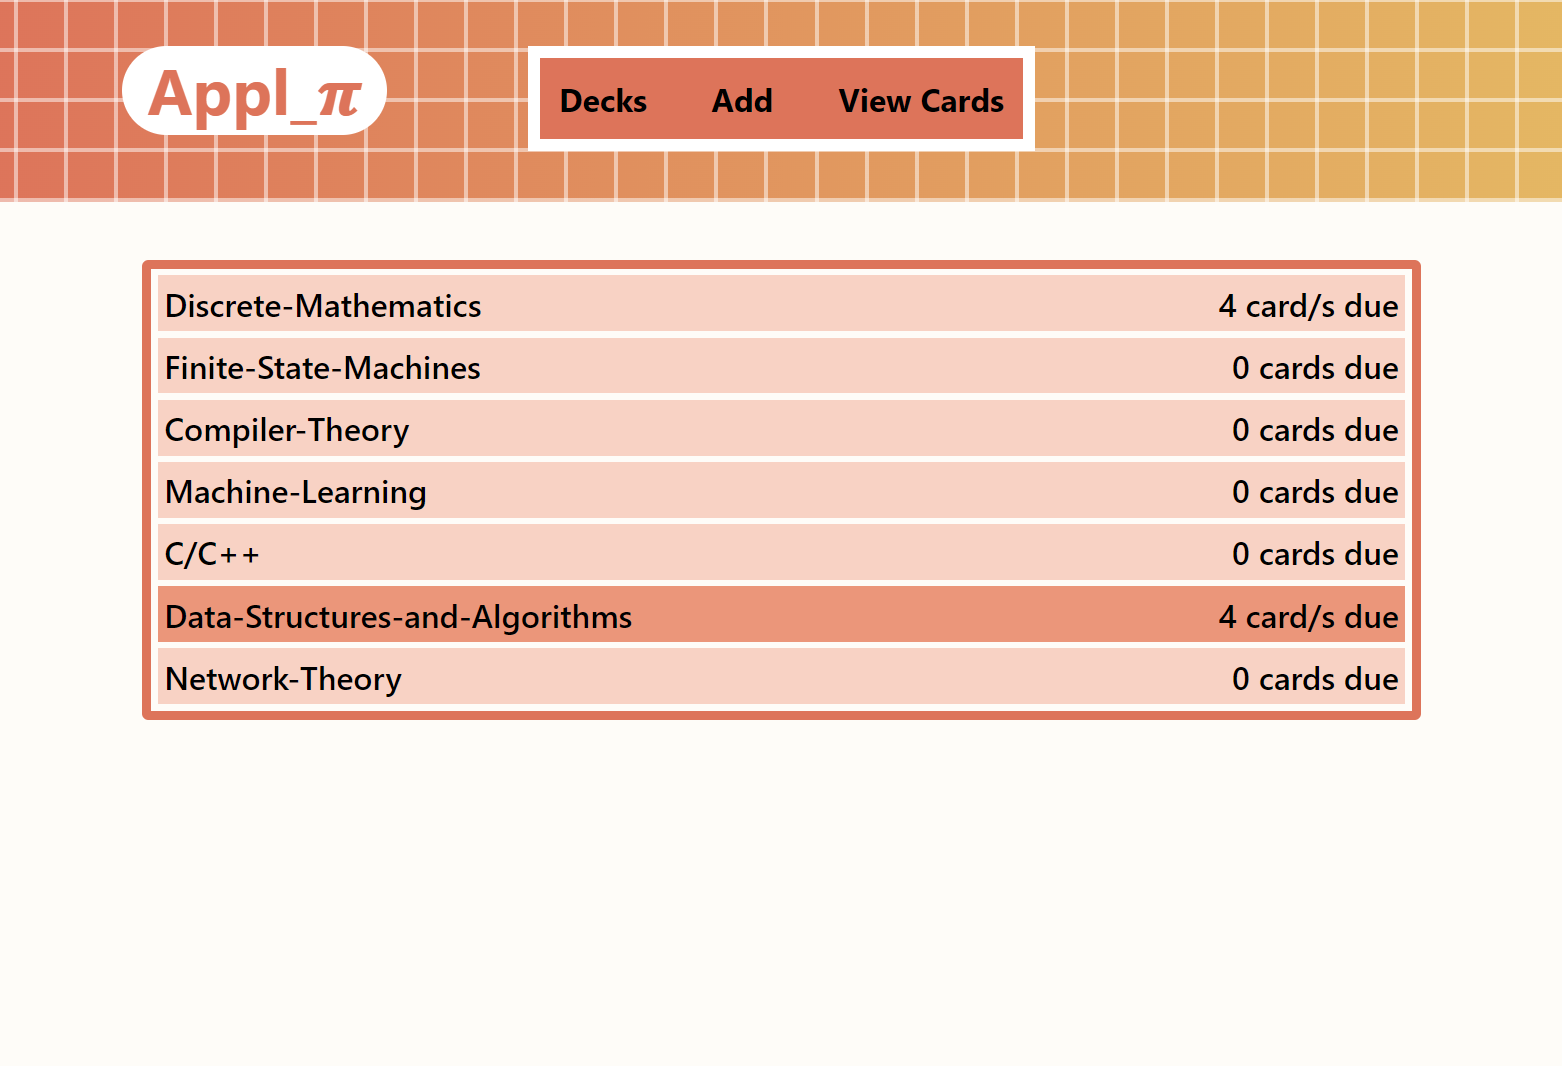 Appl_π
Decks Add View Cards
Discrete-Mathematics 4 card/s due
Finite-State-Machines 0 cards due
Compiler-Theory 0 cards due
Machine-Learning 0 cards due
C/C++ 0 cards due
Data-Structures-and-Algorithms 4 card/s due
Network-Theory 0 cards due